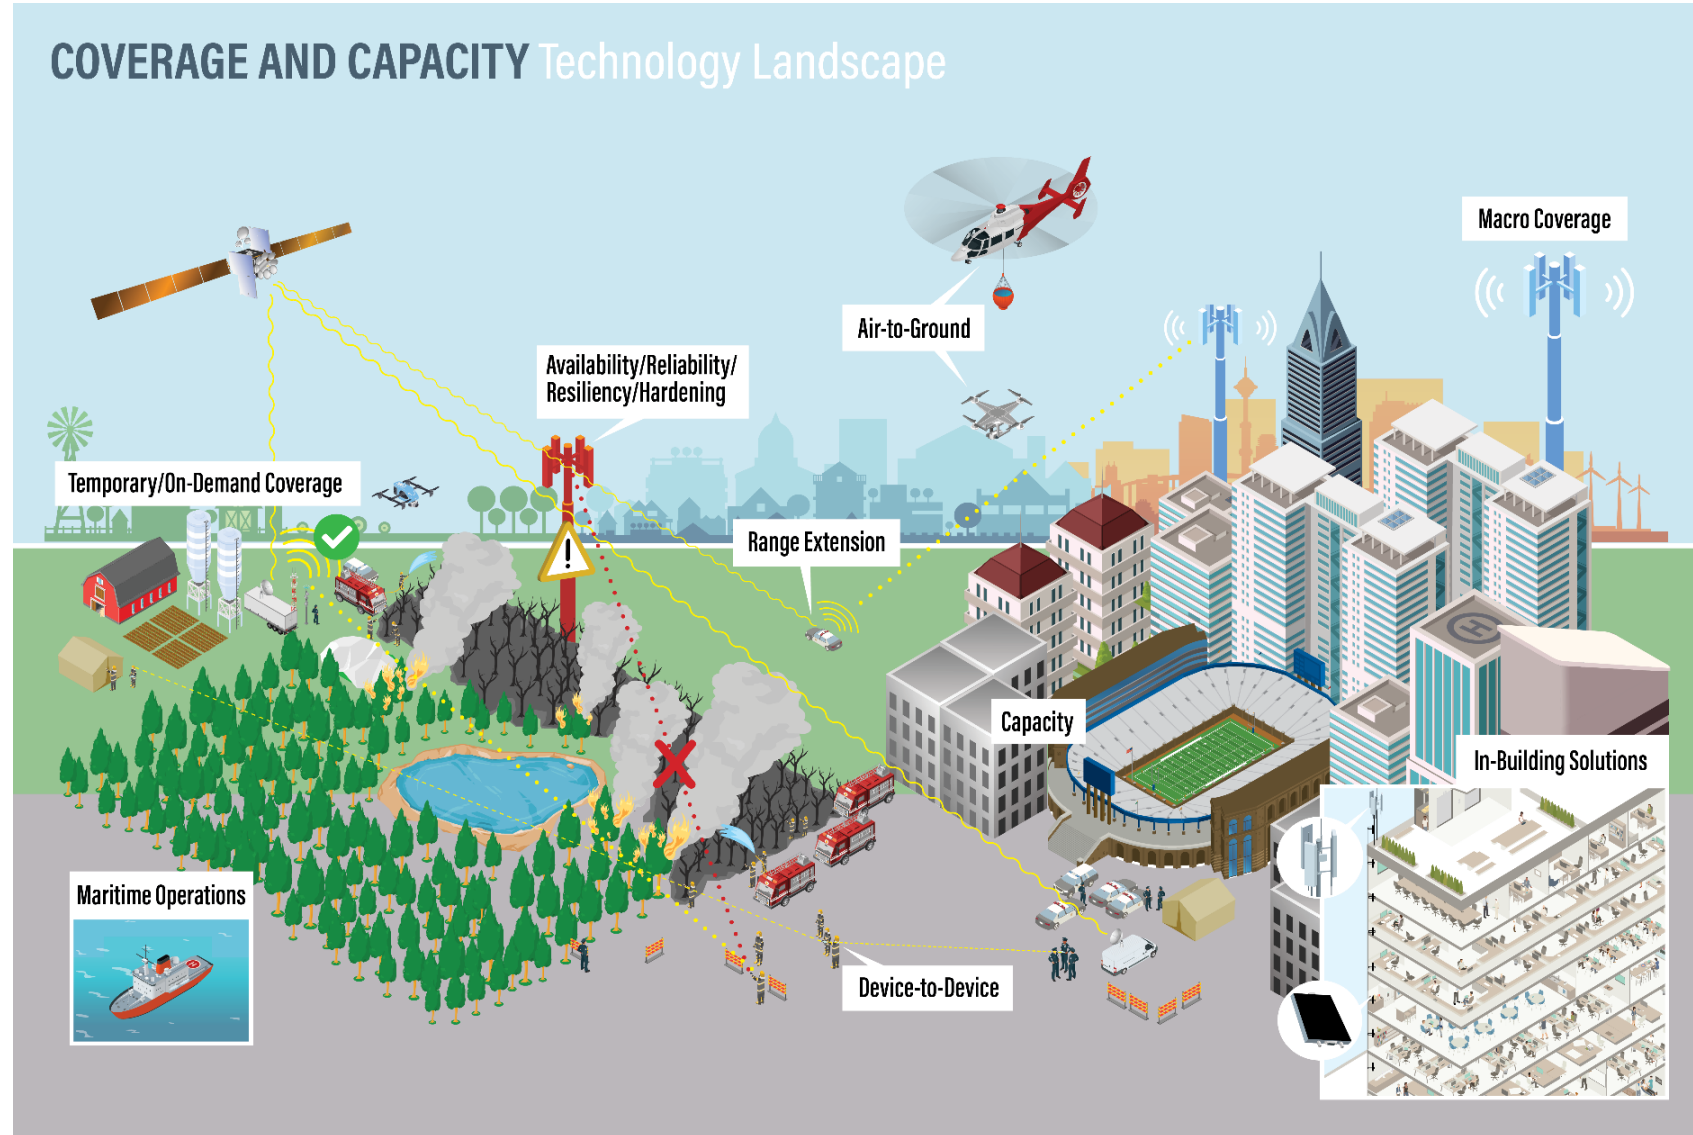 COVERAGE AND CAPACITY Technology Landscape
Macro Coverage
Air-to-Ground
Availability/Reliability/
Resiliency/Hardening
Temporary/On-Demand Coverage
Range Extension
Capacity
In-Building Solutions
Maritime Operations
Device-to-Device
H